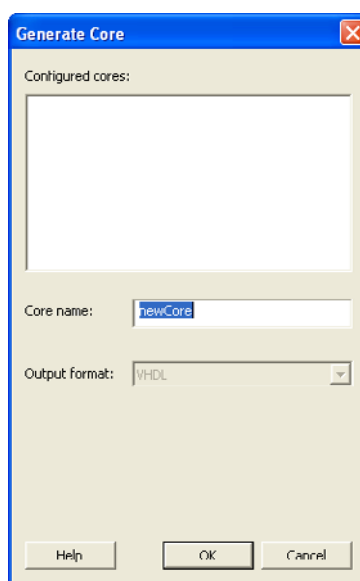 Generate Core
Configured cores:
Core name: newCore
Output format: VHDL
Help OK Cancel